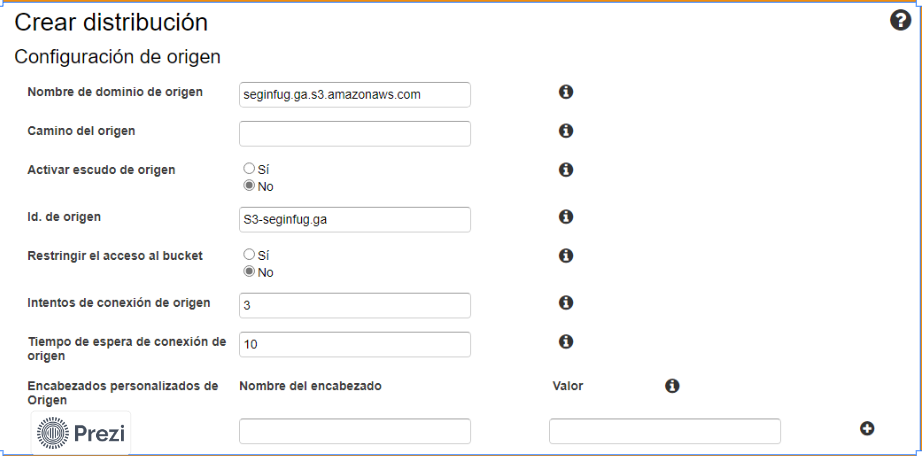 Crear distribución
Configuración de origen
Nombre de dominio de origen
seginfug.ga.s3.amazonaws.com
Camino del origen
Activar escudo de origen
Sí
No
Id. de origen
S3-seginfug.ga
Restringir el acceso al bucket
Sí
No
Intentos de conexión de origen
3
Tiempo de espera de conexión de
origen
10
Encabezados personalizados de
Origen
Nombre del encabezado
Valor
Prezi